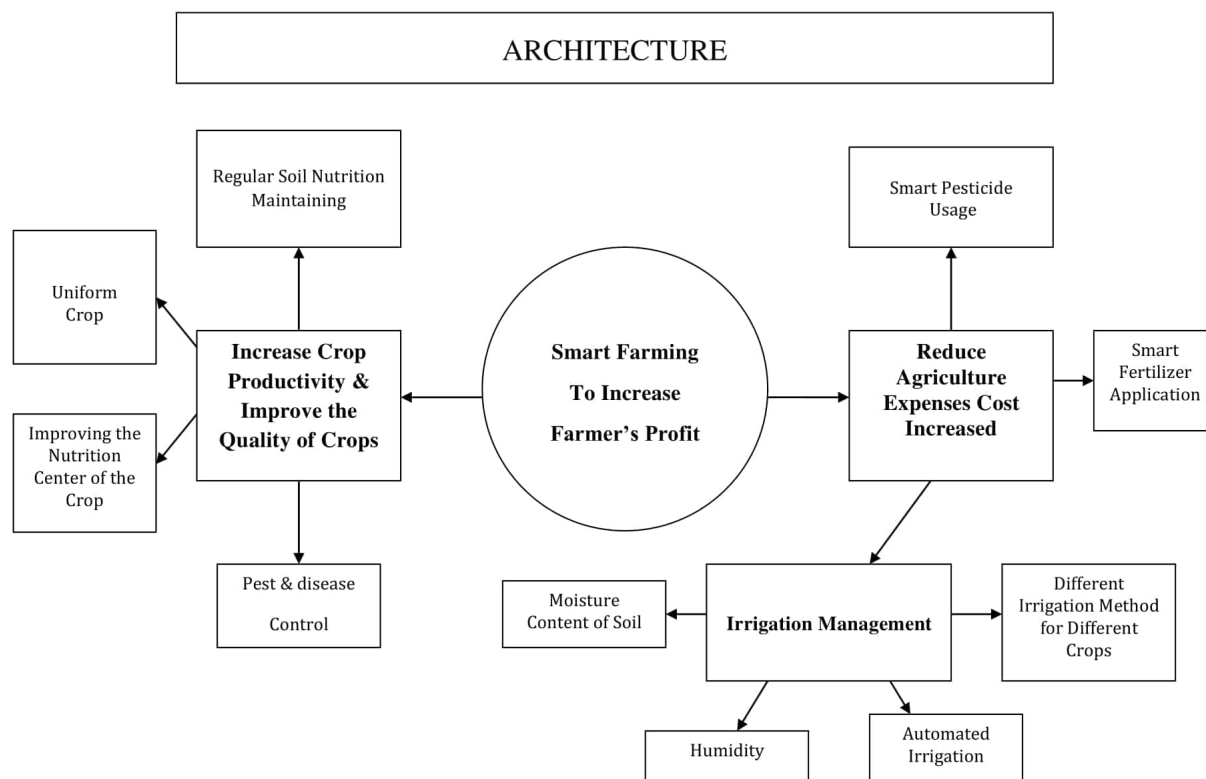 ARCHITECTURE
Regular Soil Nutrition
Maintaining
Smart Pesticide
Usage
Uniform
Crop
Increase Crop
Productivity &
Improve the
Quality of Crops
Smart Farming
To Increase
Farmer’s Profit
Reduce
Agriculture
Expenses Cost
Increased
Smart
Fertilizer
Application
Improving the
Nutrition
Center of the
Crop
Pest & disease
Control
Moisture
Content of Soil
Irrigation Management
Different
Irrigation Method
for Different
Crops
Humidity
Automated
Irrigation